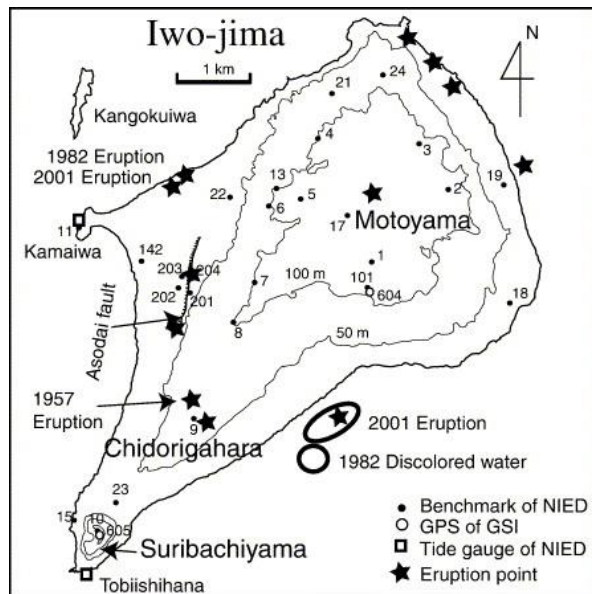 Iwo-jima
1 km
N
Kangokuiwa
1982 Eruption
2001 Eruption
21
24
4
3
13
5
6
22
2
19
17
Motoyama
11
Kamaiwa
142
203
204
202
201
7
1
101
604
100 m
18
8
50 m
Asodai fault
1957
Eruption
9
Chidorigahara
2001 Eruption
1982 Discolored water
23
15
10
605
Suribachiyama
Tobiishihana
Benchmark of NIED
GPS of GSI
Tide gauge of NIED
Eruption point